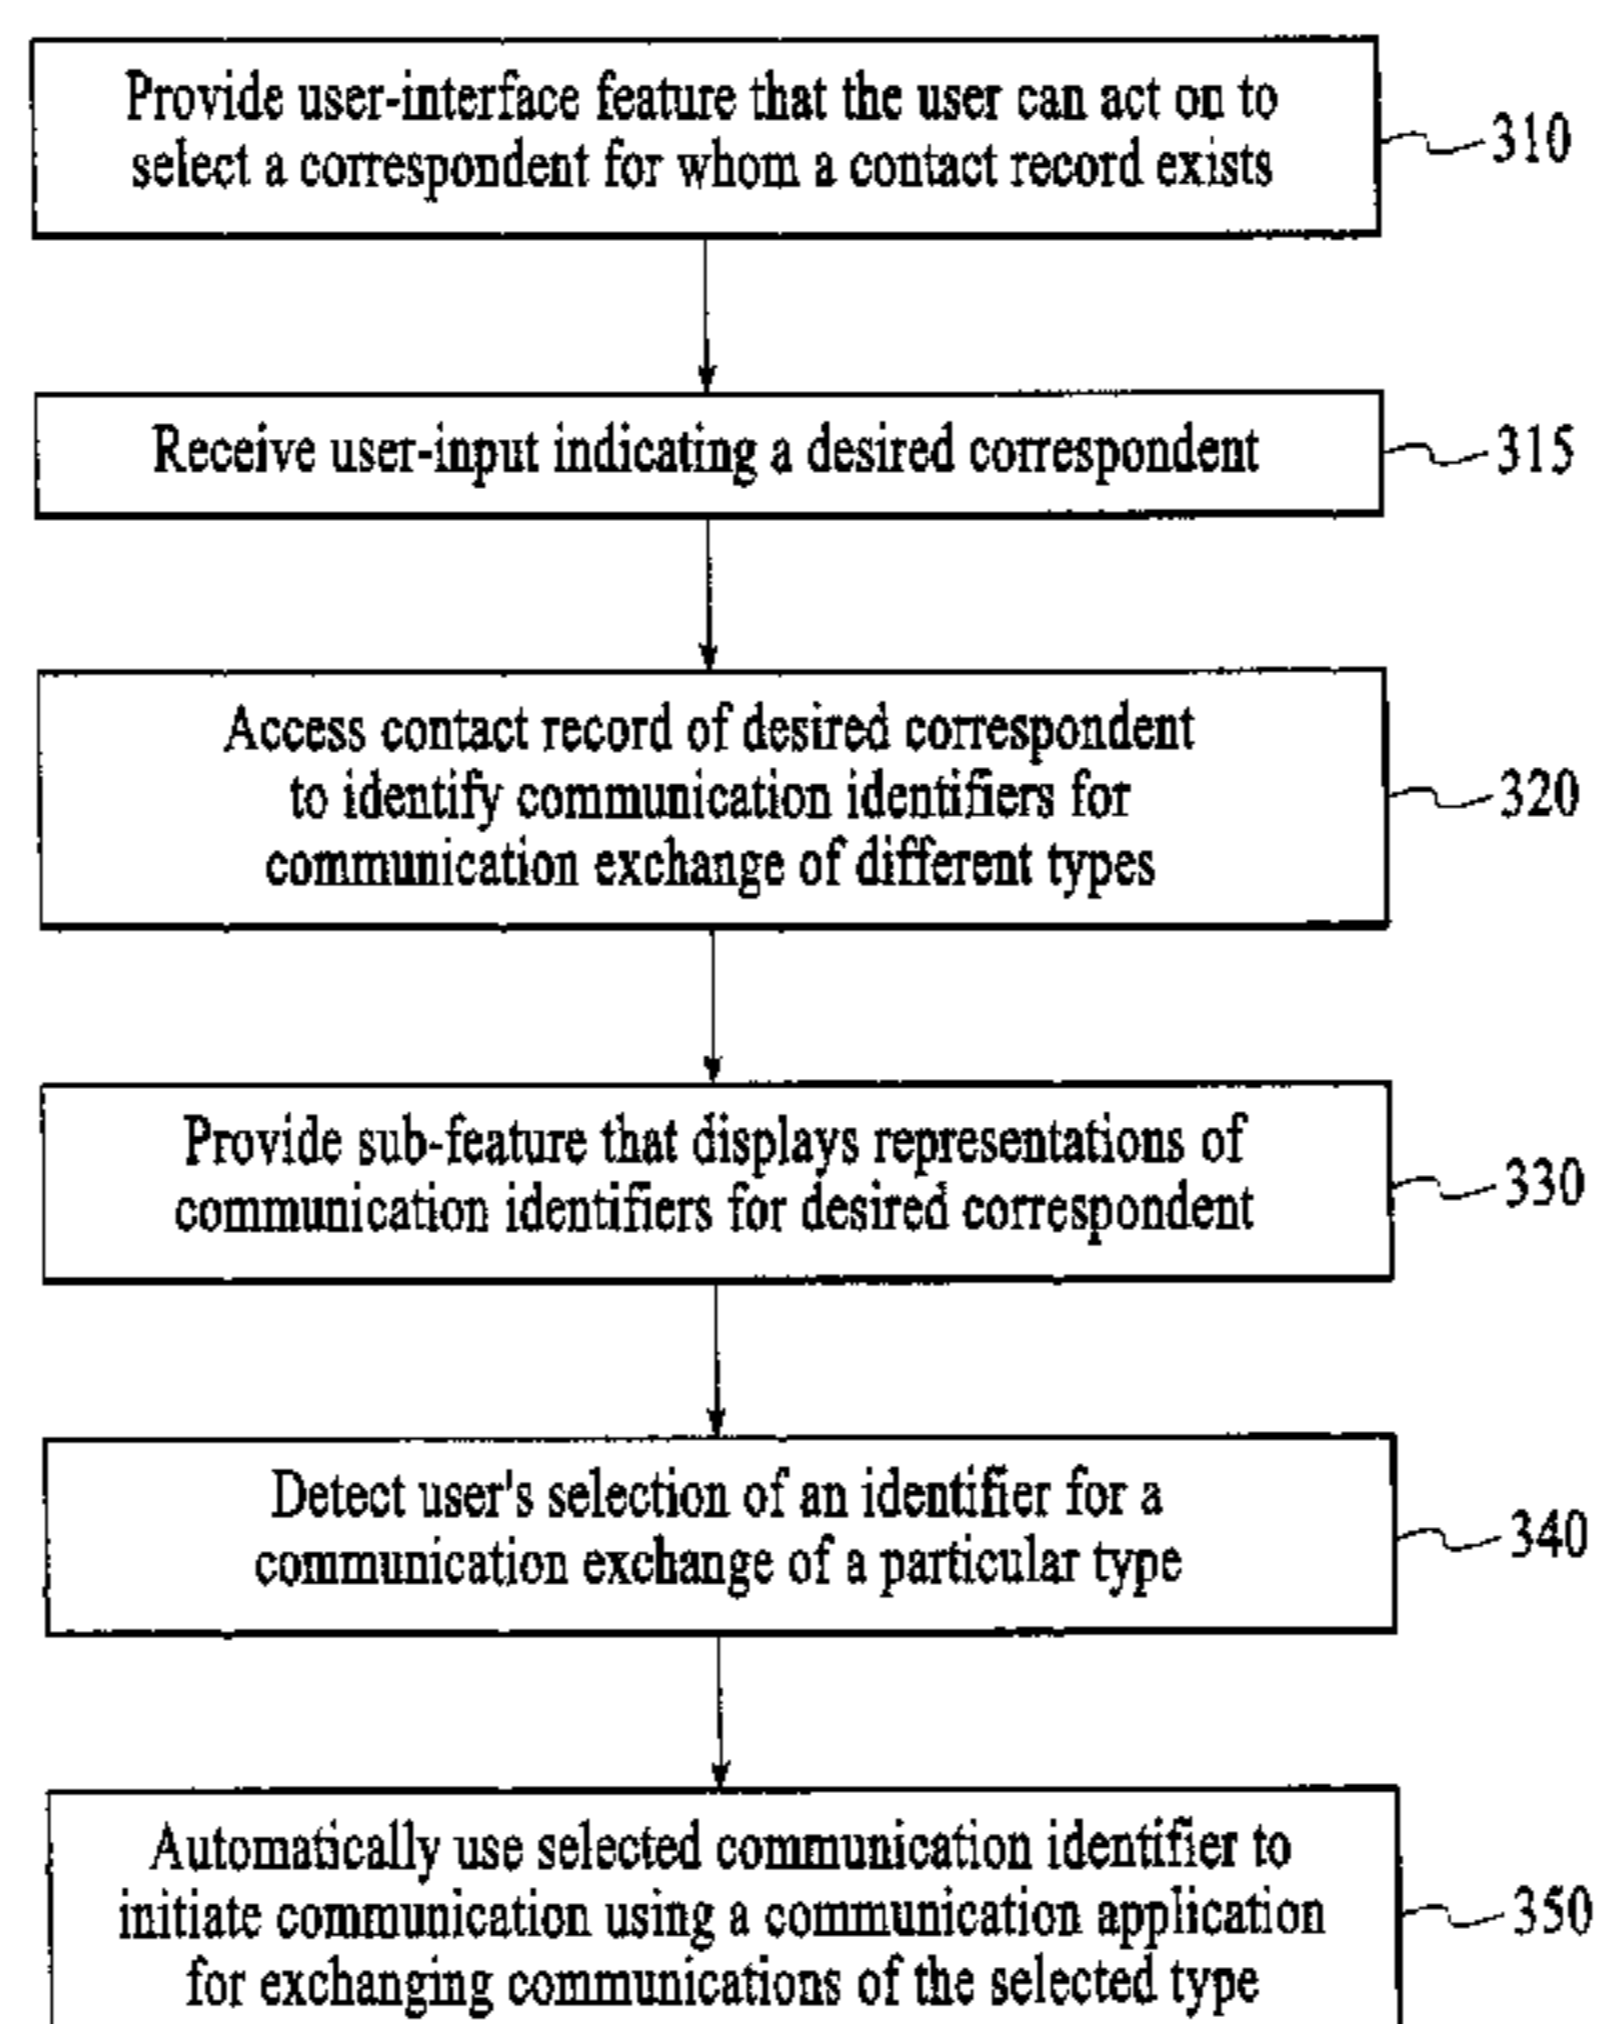 Provide user-interface feature that the user can act on to
select a correspondent for whom a contact record exists
310
Receive user-input indicating a desired correspondent
315
Access contact record of desired correspondent
to identify communication identifiers for
communication exchange of different types
320
Provide sub-feature that displays representations of
communication identifiers for desired correspondent
330
Detect user's selection of an identifier for a
communication exchange of a particular type
340
Automatically use selected communication identifier to
initiate communication using a communication application
for exchanging communications of the selected type
350